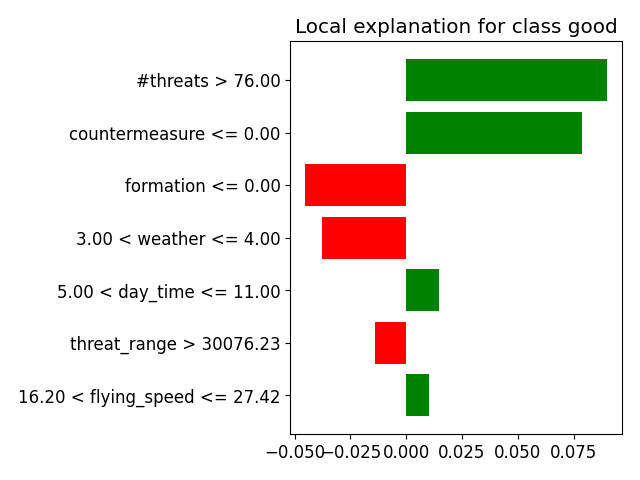 Local explanation for class good
#threats > 76.00
countermeasure <= 0.00
formation <= 0.00
3.00 < weather <= 4.00
5.00 < day_time <= 11.00
threat_range > 30076.23
16.20 < flying_speed <= 27.42
−0.050 −0.025 0.000 0.025 0.050 0.075